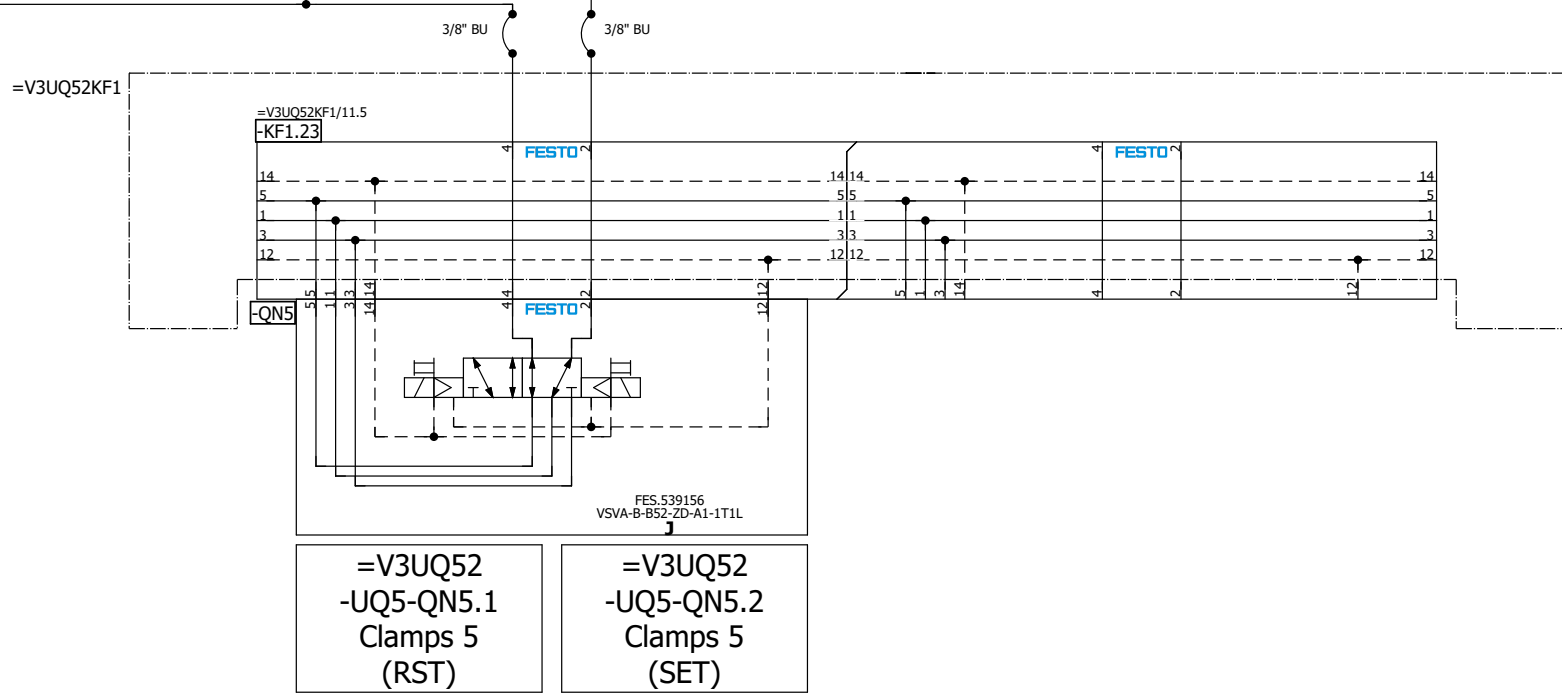 3/8" BU
3/8" BU
=V3UQ52KF1
=V3UQ52KF1/11.5
-KF1.23
4 FESTO 2 4 FESTO 2
14 14 14 14
5 5 5 5
1 1 1 1
3 3 3 3
12 12 12 12
5 1 3 14 4 2 12
-QN5
5 5 1 1 3 3 14 14 4 4 2 2 12 12
FESTO
FES.539156
VSVA-B-B52-ZD-A1-1T1L
J
=V3UQ52
-UQ5-QN5.1
Clamps 5
(RST)
=V3UQ52
-UQ5-QN5.2
Clamps 5
(SET)